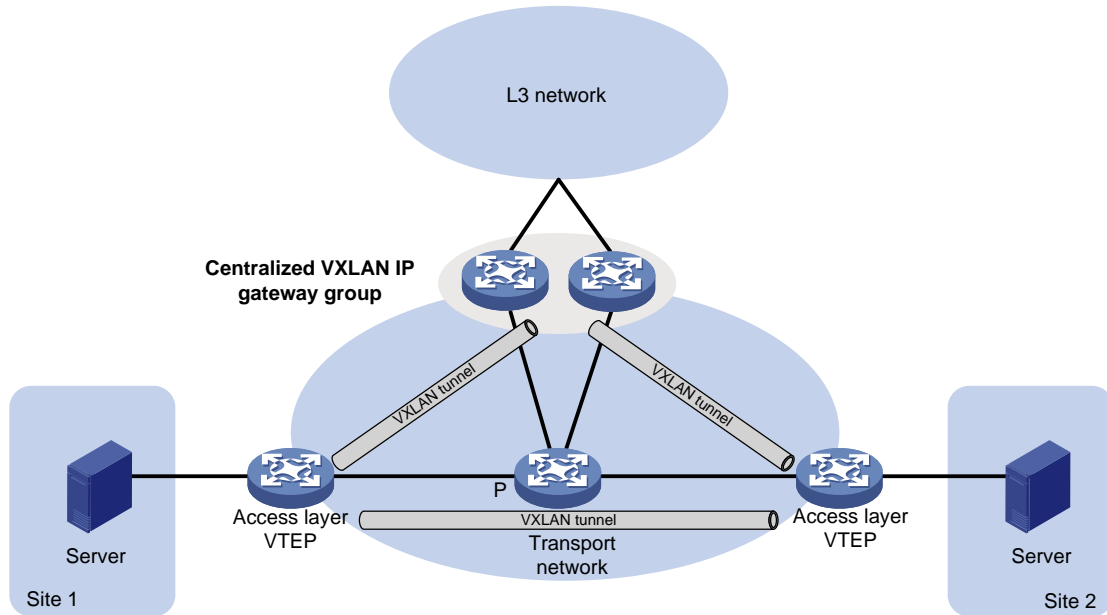 L3 network
Centralized VXLAN IP
gateway group
VXLAN tunnel
VXLAN tunnel
P
Access layer
VTEP
VXLAN tunnel
Access layer
VTEP
Transport
network
Server
Server
Site 1
Site 2